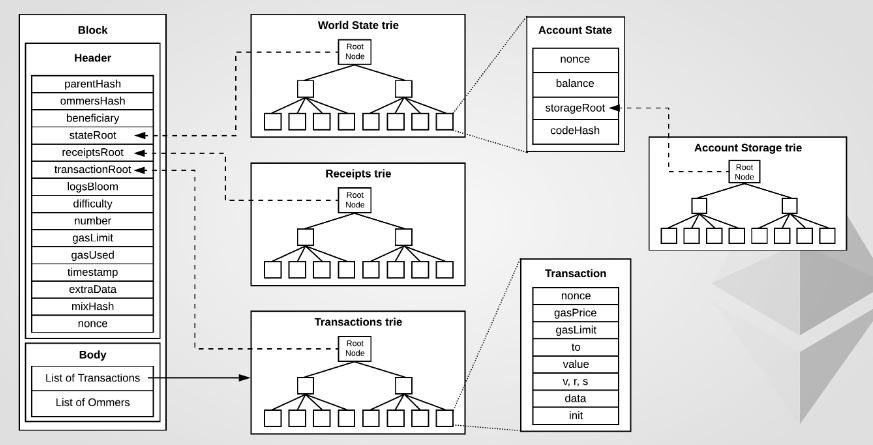 Block
Header
parentHash
ommersHash
beneficiary
stateRoot
receiptsRoot
transactionRoot
logsBloom
difficulty
number
gasLimit
gasUsed
timestamp
extraData
mixHash
nonce
Body
List of Transactions
List of Ommers
World State trie
Root
Node
Receipts trie
Root
Node
Transactions trie
Root
Node
Account State
nonce
balance
storageRoot
codeHash
Account Storage trie
Root
Node
Transaction
nonce
gasPrice
gasLimit
to
value
v, r, s
data
init